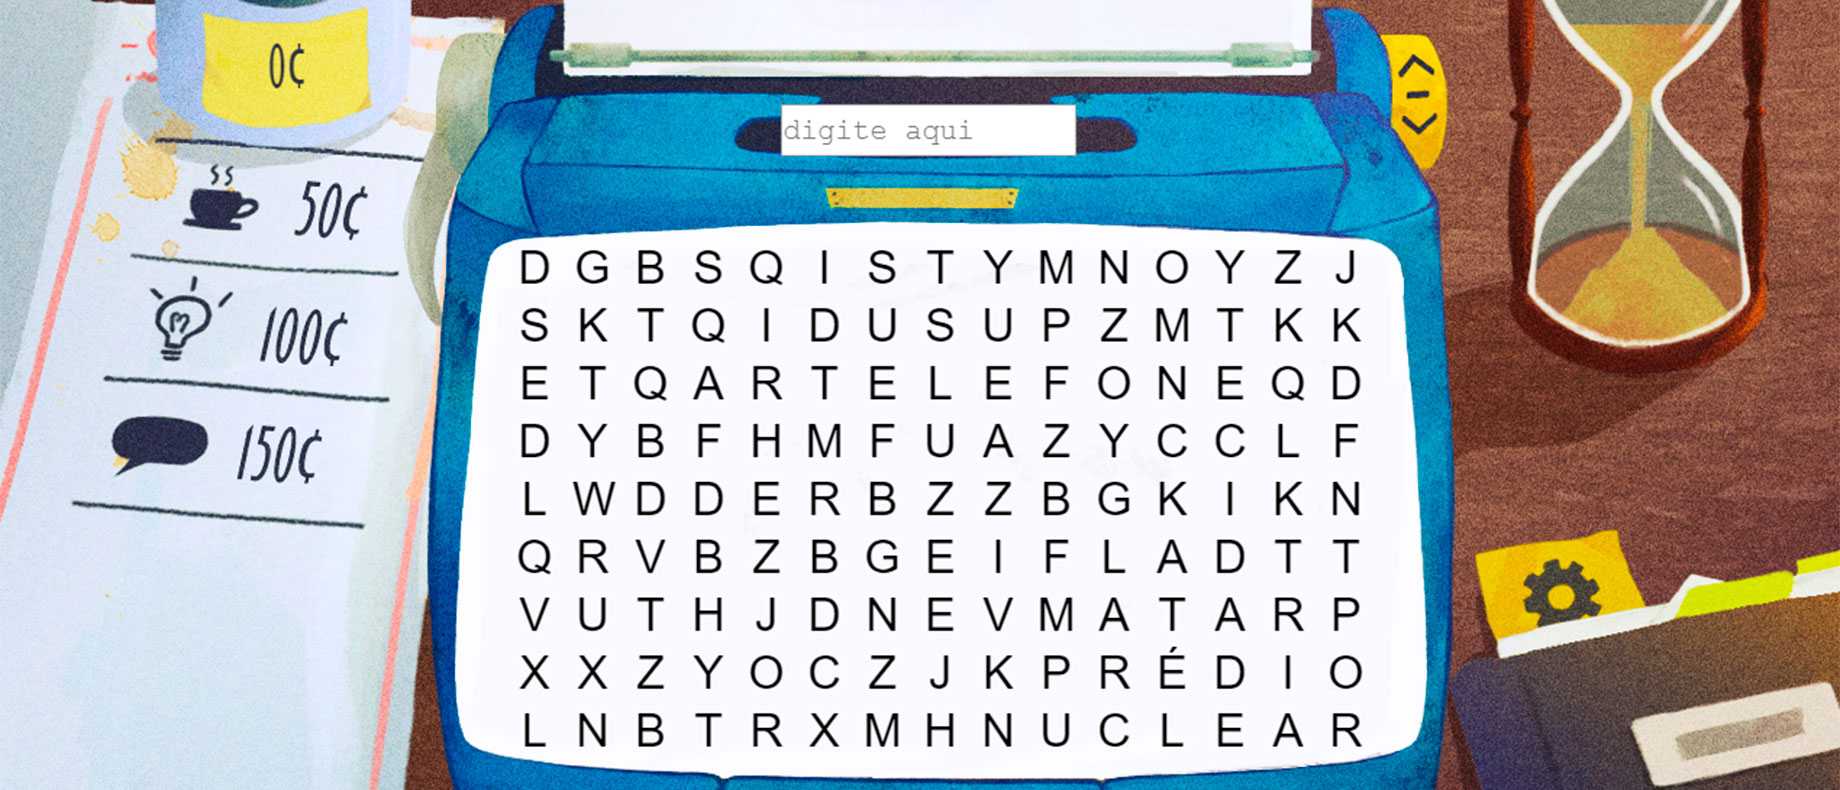 0¢
digite aqui
50¢
100¢
150¢
D G B S Q I S T Y M N O Y Z J
S K T Q I D U S U P Z M T K K
E T Q A R T E L E F O N E Q D
D Y B F H M F U A Z Y C C L F
L W D D E R B Z Z B G K I K N
Q R V B Z B G E I F L A D T T
V U T H J D N E V M A T A R P
X X Z Y O C Z J K P R É D I O
L N B T R X M H N U C L E A R